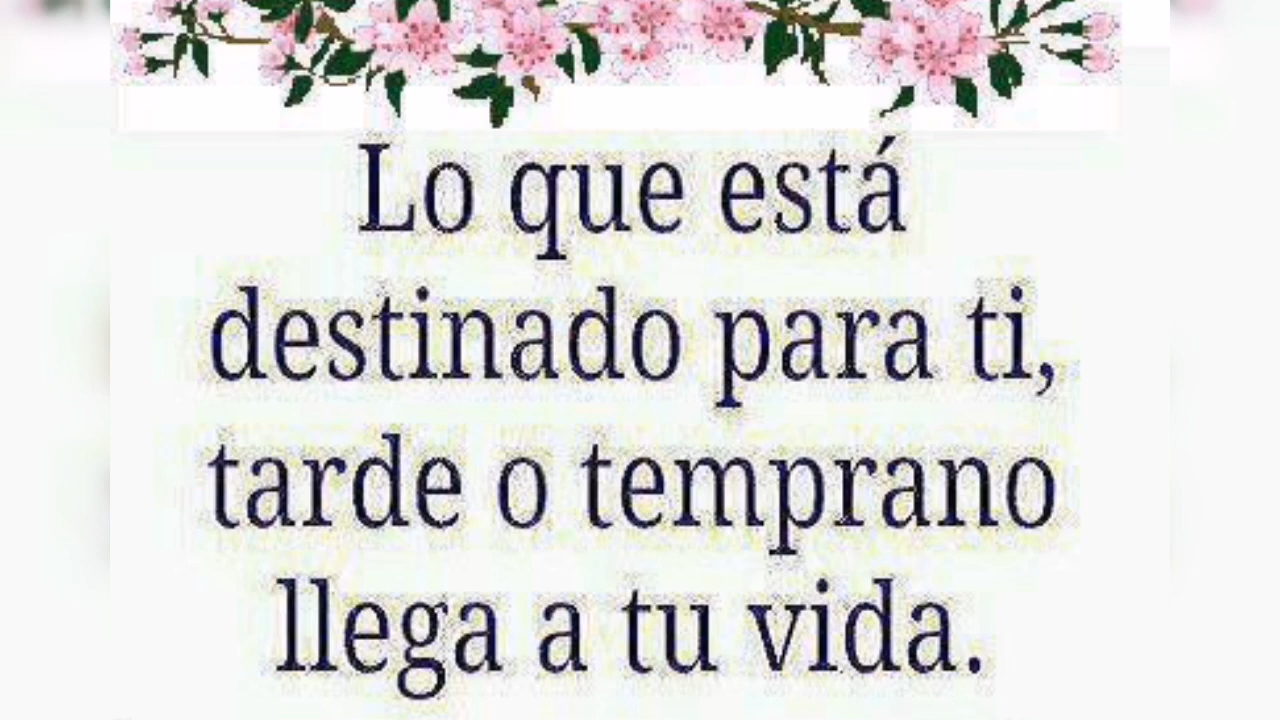 Lo que está
destinado para ti,
tarde o temprano
llega a tu vida.